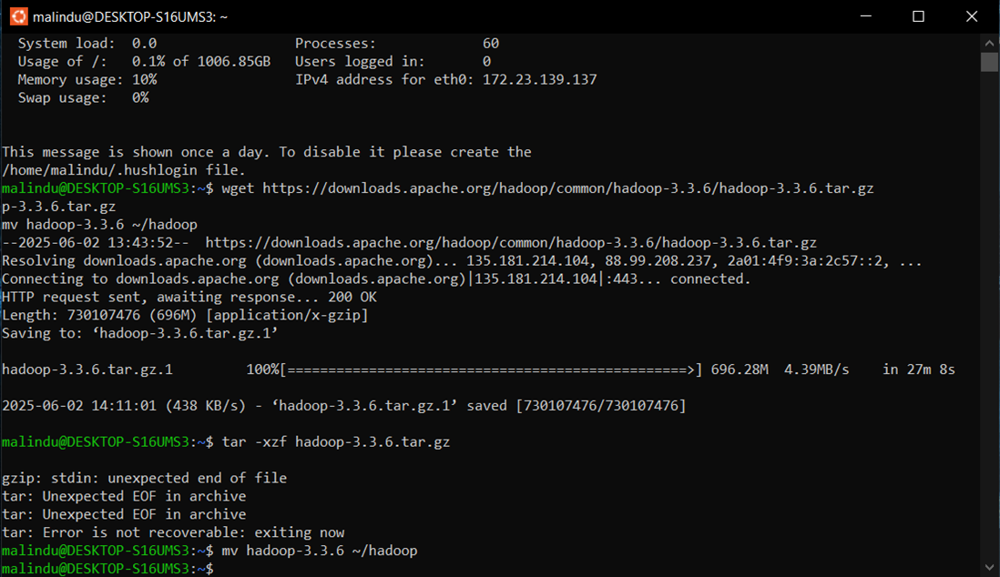 malindu@DESKTOP-S16UMS3: ~
System load:  0.0                Processes:             60
Usage of /:   0.1% of 1006.85GB   Users logged in:       0
Memory usage: 10%                IPv4 address for eth0: 172.23.139.137
Swap usage:   0%
This message is shown once a day. To disable it please create the
/home/malindu/.hushlogin file.
malindu@DESKTOP-S16UMS3:~$ wget https://downloads.apache.org/hadoop/common/hadoop-3.3.6/hadoop-3.3.6.tar.gz
p-3.3.6.tar.gz
mv hadoop-3.3.6 ~/hadoop
--2025-06-02 13:43:52--  https://downloads.apache.org/hadoop/common/hadoop-3.3.6/hadoop-3.3.6.tar.gz
Resolving downloads.apache.org (downloads.apache.org)... 135.181.214.104, 88.99.208.237, 2a01:4f9:3a:2c57::2, ...
Connecting to downloads.apache.org (downloads.apache.org)|135.181.214.104|:443... connected.
HTTP request sent, awaiting response... 200 OK
Length: 730107476 (696M) [application/x-gzip]
Saving to: ‘hadoop-3.3.6.tar.gz.1’
hadoop-3.3.6.tar.gz.1         100%[=================================================>] 696.28M  4.39MB/s    in 27m 8s
2025-06-02 14:11:01 (438 KB/s) - ‘hadoop-3.3.6.tar.gz.1’ saved [730107476/730107476]
malindu@DESKTOP-S16UMS3:~$ tar -xzf hadoop-3.3.6.tar.gz
gzip: stdin: unexpected end of file
tar: Unexpected EOF in archive
tar: Unexpected EOF in archive
tar: Error is not recoverable: exiting now
malindu@DESKTOP-S16UMS3:~$ mv hadoop-3.3.6 ~/hadoop
malindu@DESKTOP-S16UMS3:~$